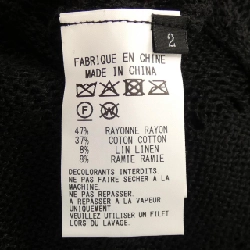 2
FABRIQUE EN CHINE
MADE IN CHINA
F W
47% RAYONNE RAYON
37% COTON COTTON
8% LIN LINEN
8% RAMIE RAMIE
DECOLORANTS INTERDITS
NE PAS FAIRE SECHER A LA
MACHINE.
NE PAS REPASSER.
A REPASSER A LA VAPEUR
UNIQUEMENT
VEUILLEZ UTILISER UN FILET
LORS DU LAVAGE.